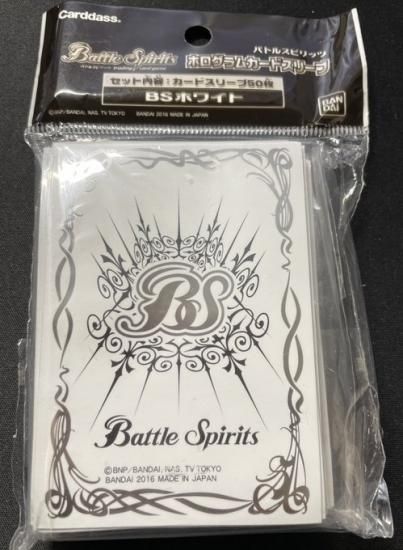 Carddass®
Battle Spirits
バトルスピリッツ
ホログラムカードスリーブ
セット内容:カードスリーブ50枚
BSホワイト
©BNP/BANDAI, NAS, TV TOKYO
BANDAI 2016 MADE IN JAPAN
BANDAI
BS
Battle Spirits
©BNP/BANDAI, NAS, TV TOKYO
BANDAI 2016 MADE IN JAPAN